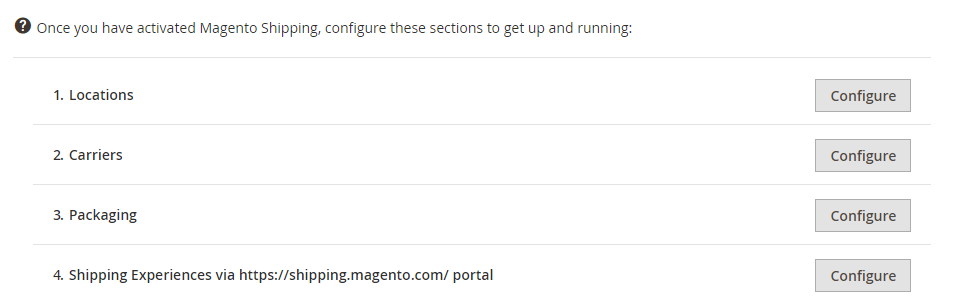 Once you have activated Magento Shipping, configure these sections to get up and running:
1. Locations Configure
2. Carriers Configure
3. Packaging Configure
4. Shipping Experiences via https://shipping.magento.com/ portal Configure